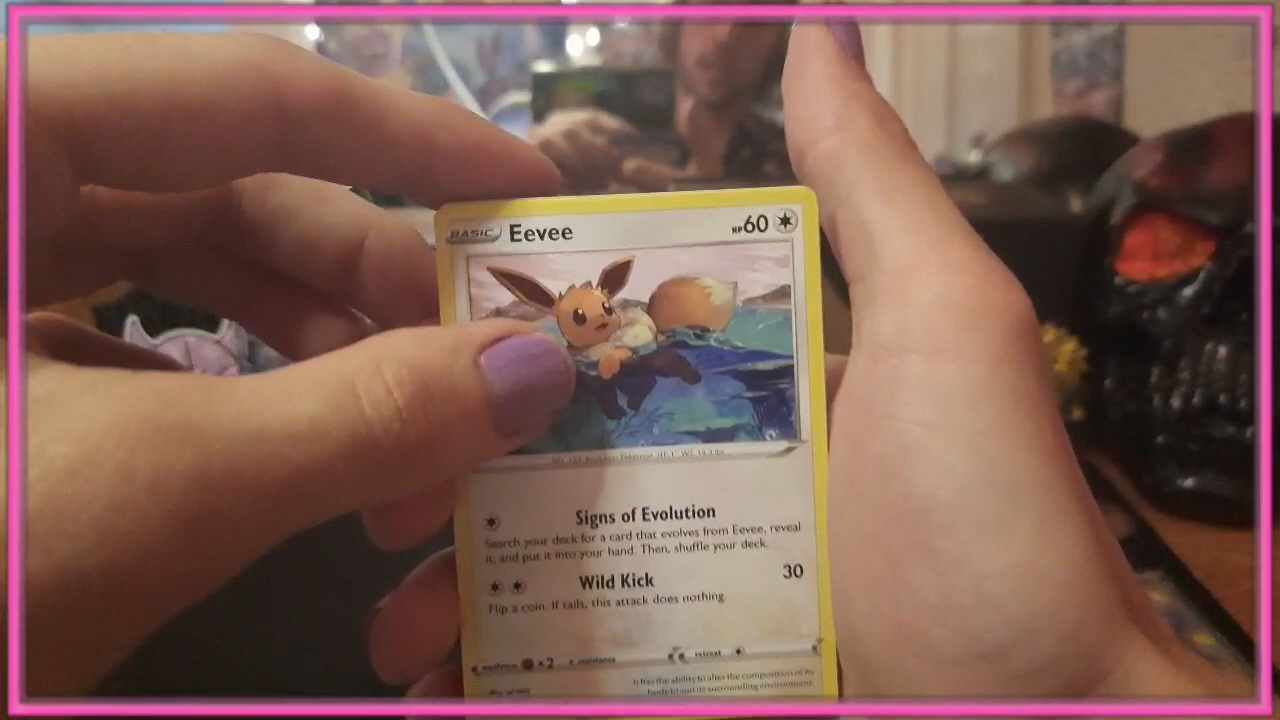 BASIC Eevee HP60
Signs of Evolution
Search your deck for a card that evolves from Eevee, reveal
it, and put it into your hand. Then, shuffle your deck.
Wild Kick 30
Flip a coin. If tails, this attack does nothing.
weakness ×2 resistance retreat
It has the ability to alter the composition of its
body to suit its surrounding environment.